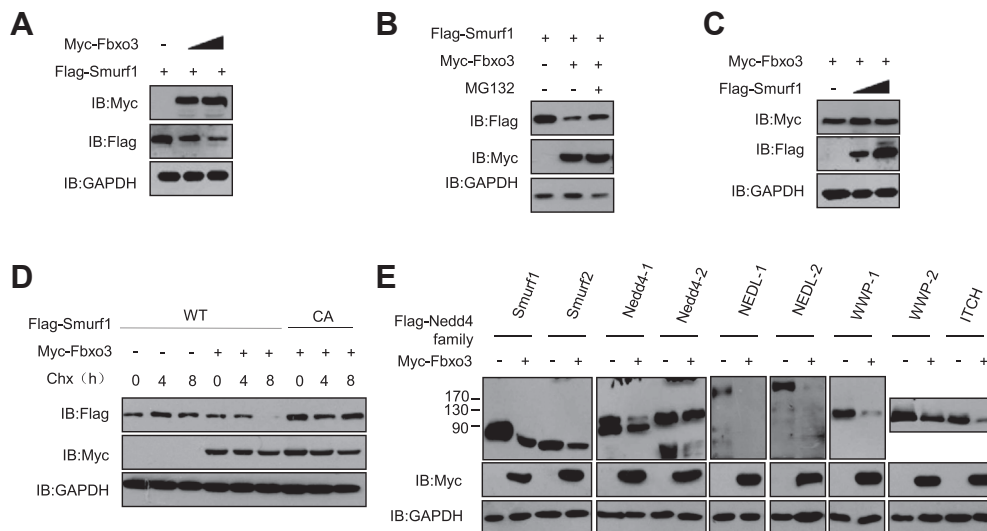 A
Myc-Fbxo3 -
Flag-Smurf1 + + +
IB:Myc
IB:Flag
IB:GAPDH
B
Flag-Smurf1 + + +
Myc-Fbxo3 - + +
MG132 - - +
IB:Flag
IB:Myc
IB:GAPDH
C
Myc-Fbxo3 + + +
Flag-Smurf1 -
IB:Myc
IB:Flag
IB:GAPDH
D
Flag-Smurf1 WT CA
Myc-Fbxo3 - - - + + + + + +
Chx (h) 0 4 8 0 4 8 0 4 8
IB:Flag
IB:Myc
IB:GAPDH
E
Smurf1 Smurf2 Nedd4-1 Nedd4-2 NEDL-1 NEDL-2 WWP-1 WWP-2 ITCH
Flag-Nedd4
family
Myc-Fbxo3 - + - + - + - + - + - + - + - + - +
170
130
90
IB:Myc
IB:GAPDH